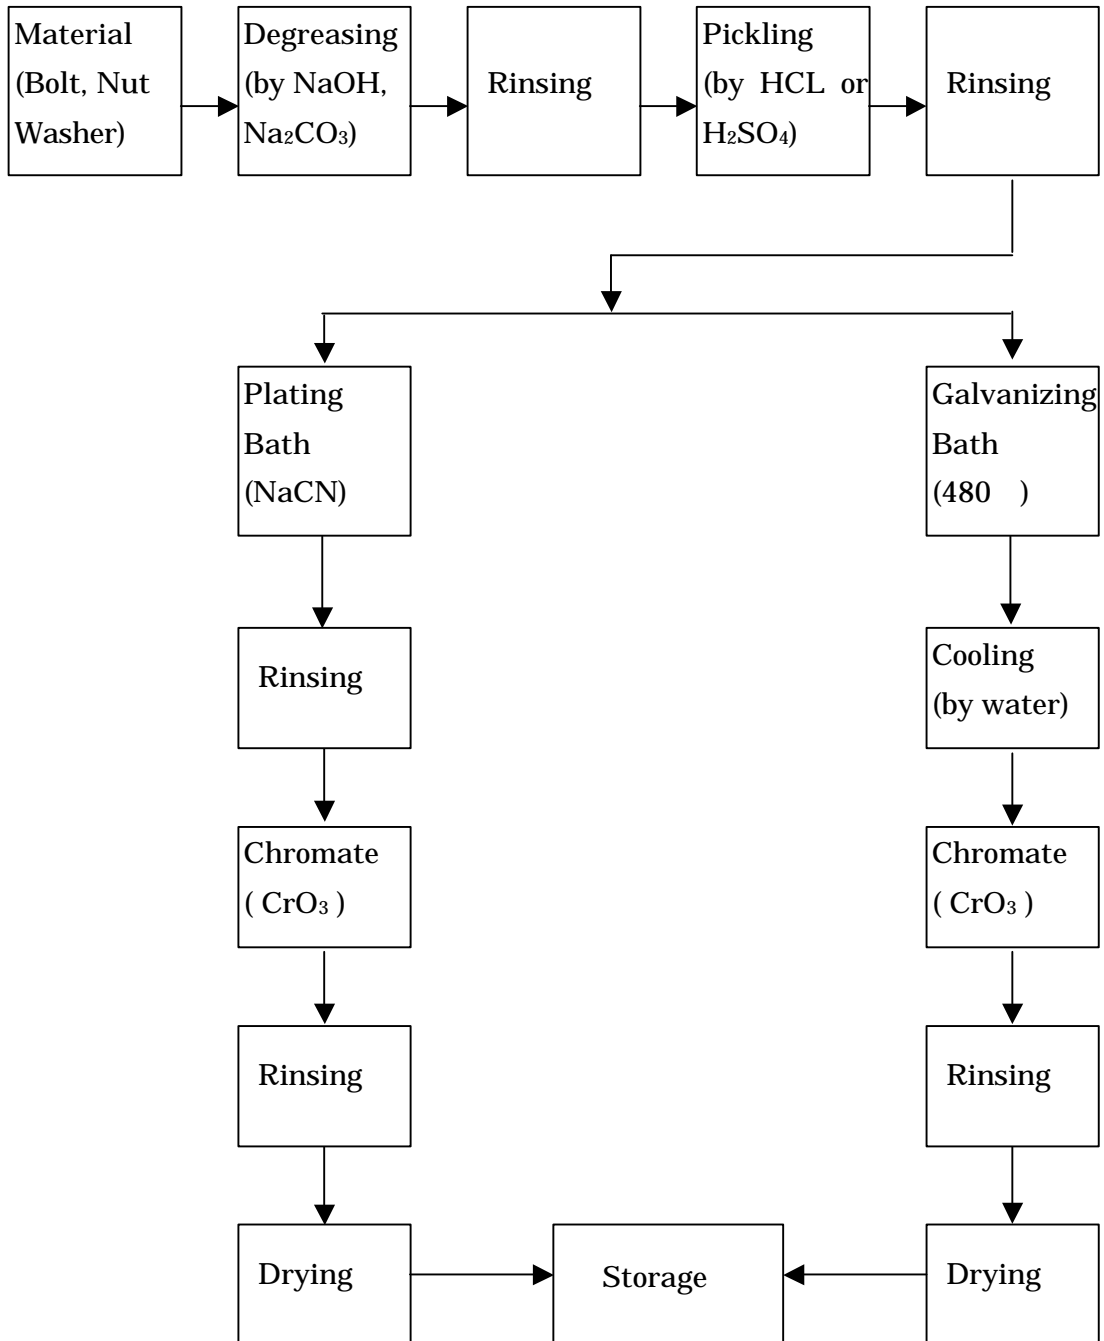 Material
(Bolt, Nut
Washer)
Degreasing
(by NaOH,
Na₂CO₃)
Rinsing
Pickling
(by HCL or
H₂SO₄)
Rinsing
Plating
Bath
(NaCN)
Galvanizing
Bath
(480 )
Rinsing
Cooling
(by water)
Chromate
( CrO₃ )
Chromate
( CrO₃ )
Rinsing
Rinsing
Drying
Storage
Drying